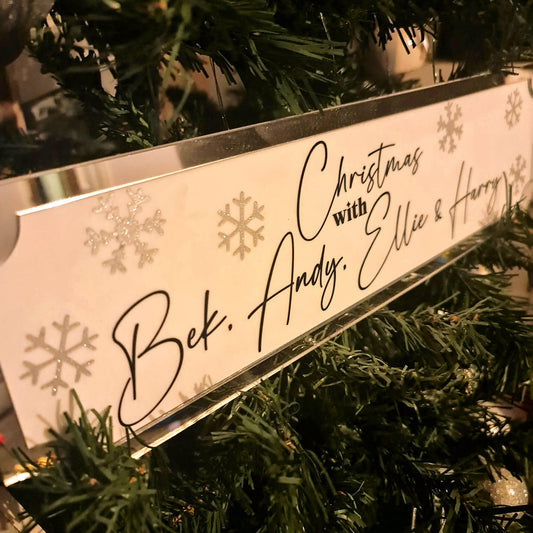 Christmas
with
Bek, Andy, Ellie & Harry